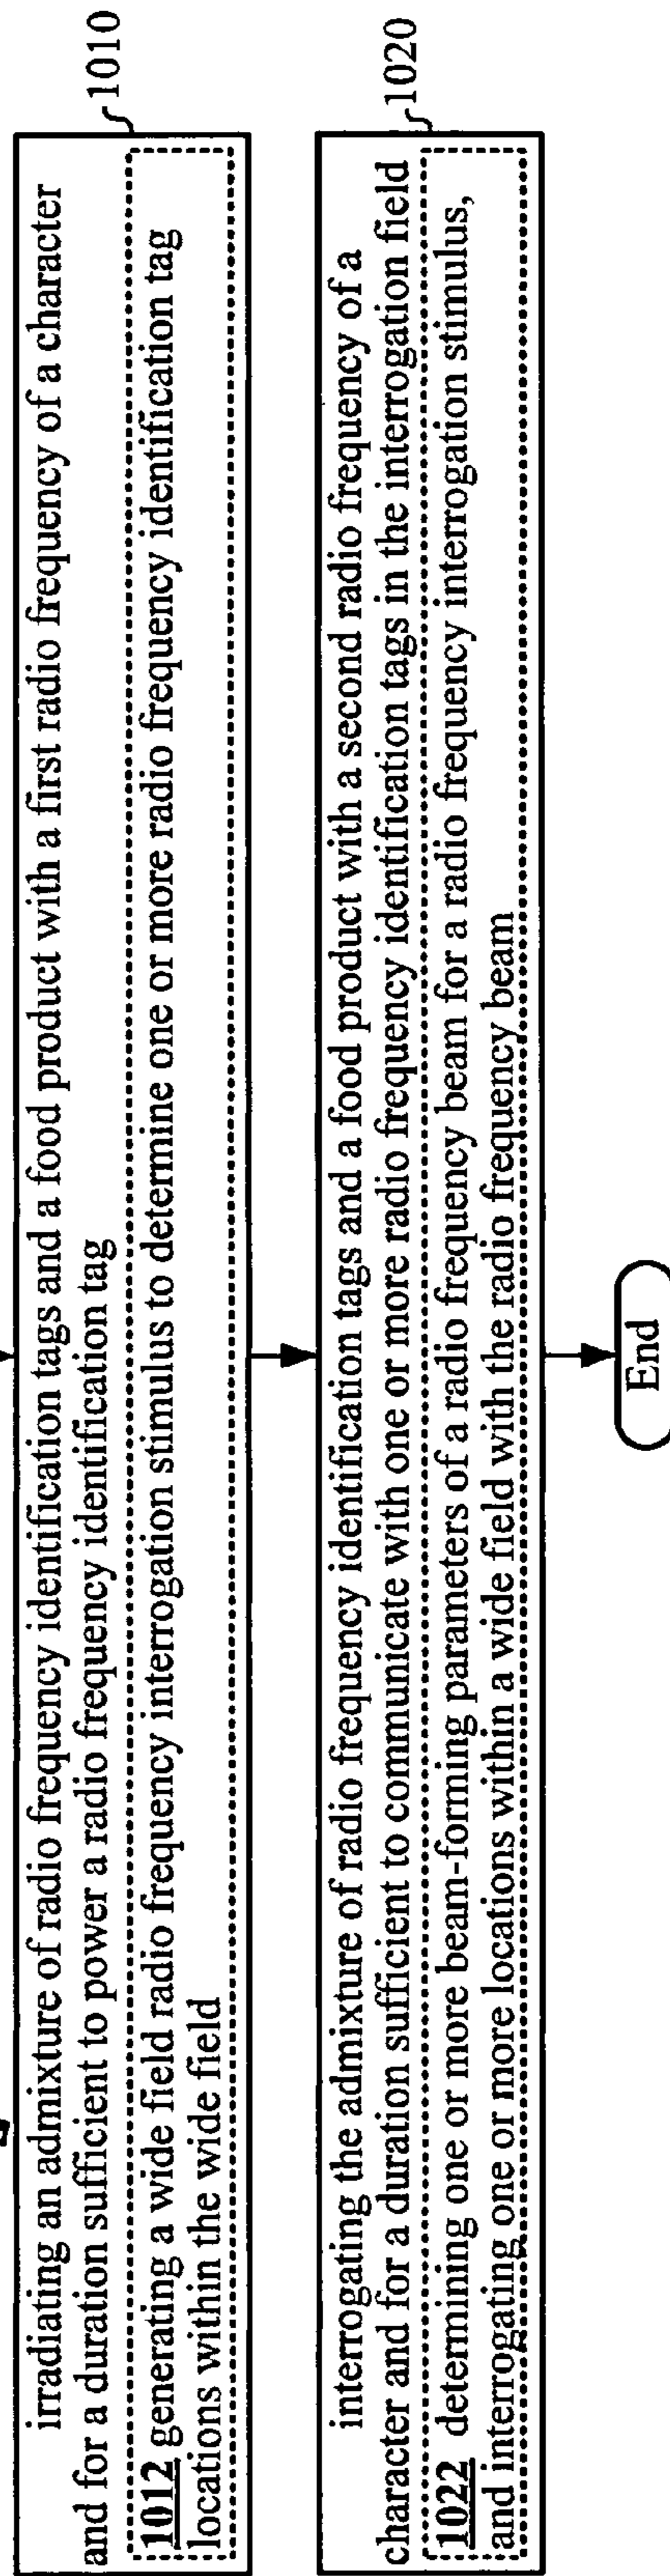 irradiating an admixture of radio frequency identification tags and a food product with a first radio frequency of a character
and for a duration sufficient to power a radio frequency identification tag
1012 generating a wide field radio frequency interrogation stimulus to determine one or more radio frequency identification tag
locations within the wide field
1010
interrogating the admixture of radio frequency identification tags and a food product with a second radio frequency of a
character and for a duration sufficient to communicate with one or more radio frequency identification tags in the interrogation field
1022 determining one or more beam-forming parameters of a radio frequency beam for a radio frequency interrogation stimulus,
and interrogating one or more locations within a wide field with the radio frequency beam
1020
End